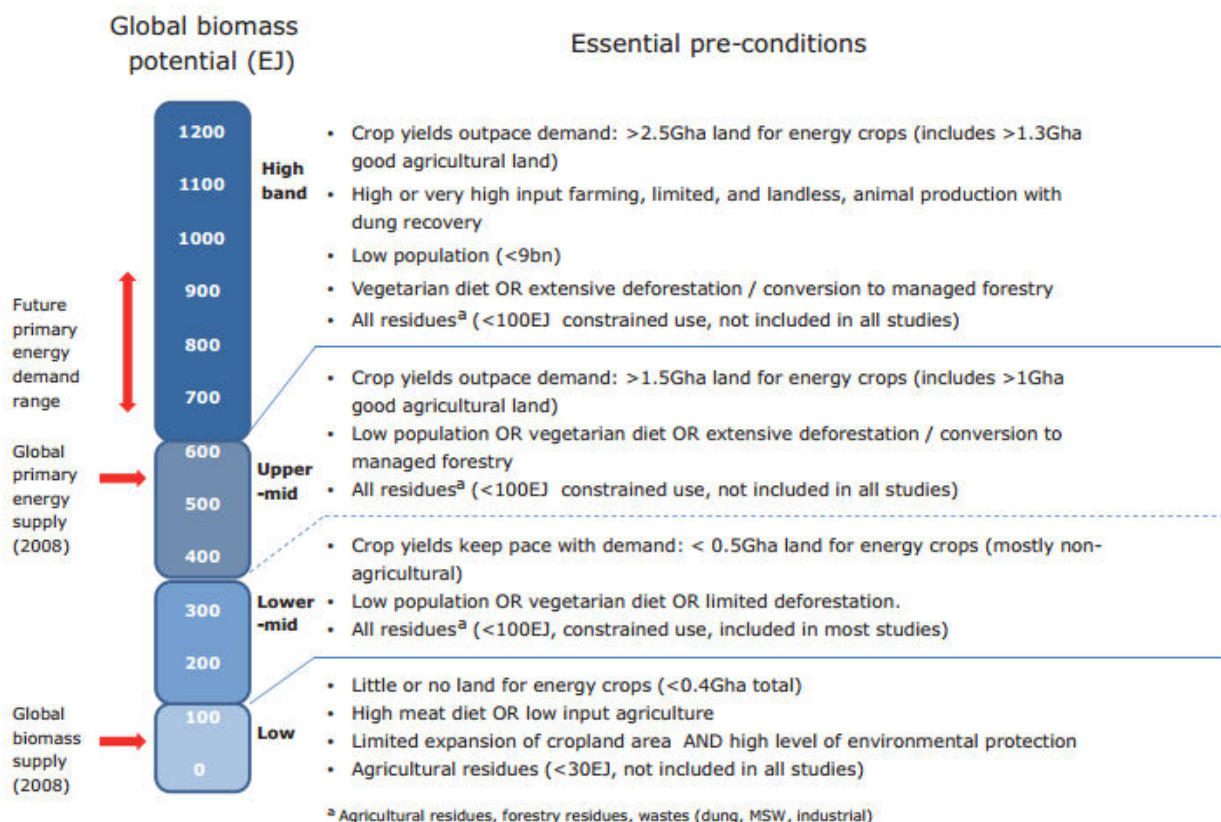 Global biomass
potential (EJ)
Essential pre-conditions
1200
1100
1000
900
800
700
600
500
400
300
200
100
0
High
band
Upper
-mid
Lower
-mid
Low
Future
primary
energy
demand
range
Global
primary
energy
supply
(2008)
Global
biomass
supply
(2008)
• Crop yields outpace demand: >2.5Gha land for energy crops (includes >1.3Gha
good agricultural land)
• High or very high input farming, limited, and landless, animal production with
dung recovery
• Low population (<9bn)
• Vegetarian diet OR extensive deforestation / conversion to managed forestry
• All residuesª (<100EJ constrained use, not included in all studies)
• Crop yields outpace demand: >1.5Gha land for energy crops (includes >1Gha
good agricultural land)
• Low population OR vegetarian diet OR extensive deforestation / conversion to
managed forestry
• All residuesª (<100EJ constrained use, not included in all studies)
• Crop yields keep pace with demand: < 0.5Gha land for energy crops (mostly non-
agricultural)
• Low population OR vegetarian diet OR limited deforestation.
• All residuesª (<100EJ, constrained use, included in most studies)
• Little or no land for energy crops (<0.4Gha total)
• High meat diet OR low input agriculture
• Limited expansion of cropland area AND high level of environmental protection
• Agricultural residues (<30EJ, not included in all studies)
ª Agricultural residues, forestry residues, wastes (dung, MSW, industrial)